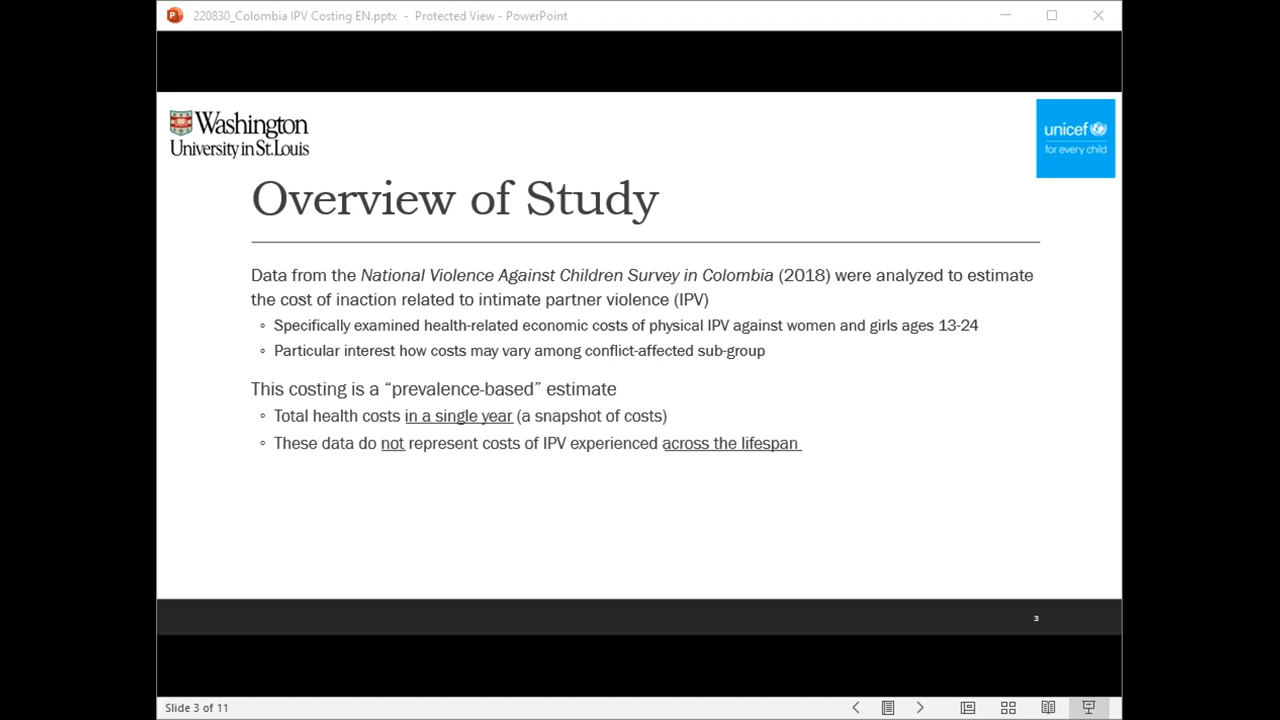 220830_Colombia IPV Costing EN.pptx - Protected View - PowerPoint
Washington
University in St. Louis
unicef
for every child
Overview of Study
Data from the National Violence Against Children Survey in Colombia (2018) were analyzed to estimate
the cost of inaction related to intimate partner violence (IPV)
◦ Specifically examined health-related economic costs of physical IPV against women and girls ages 13-24
◦ Particular interest how costs may vary among conflict-affected sub-group
This costing is a “prevalence-based” estimate
◦ Total health costs in a single year (a snapshot of costs)
◦ These data do not represent costs of IPV experienced across the lifespan
3
Slide 3 of 11